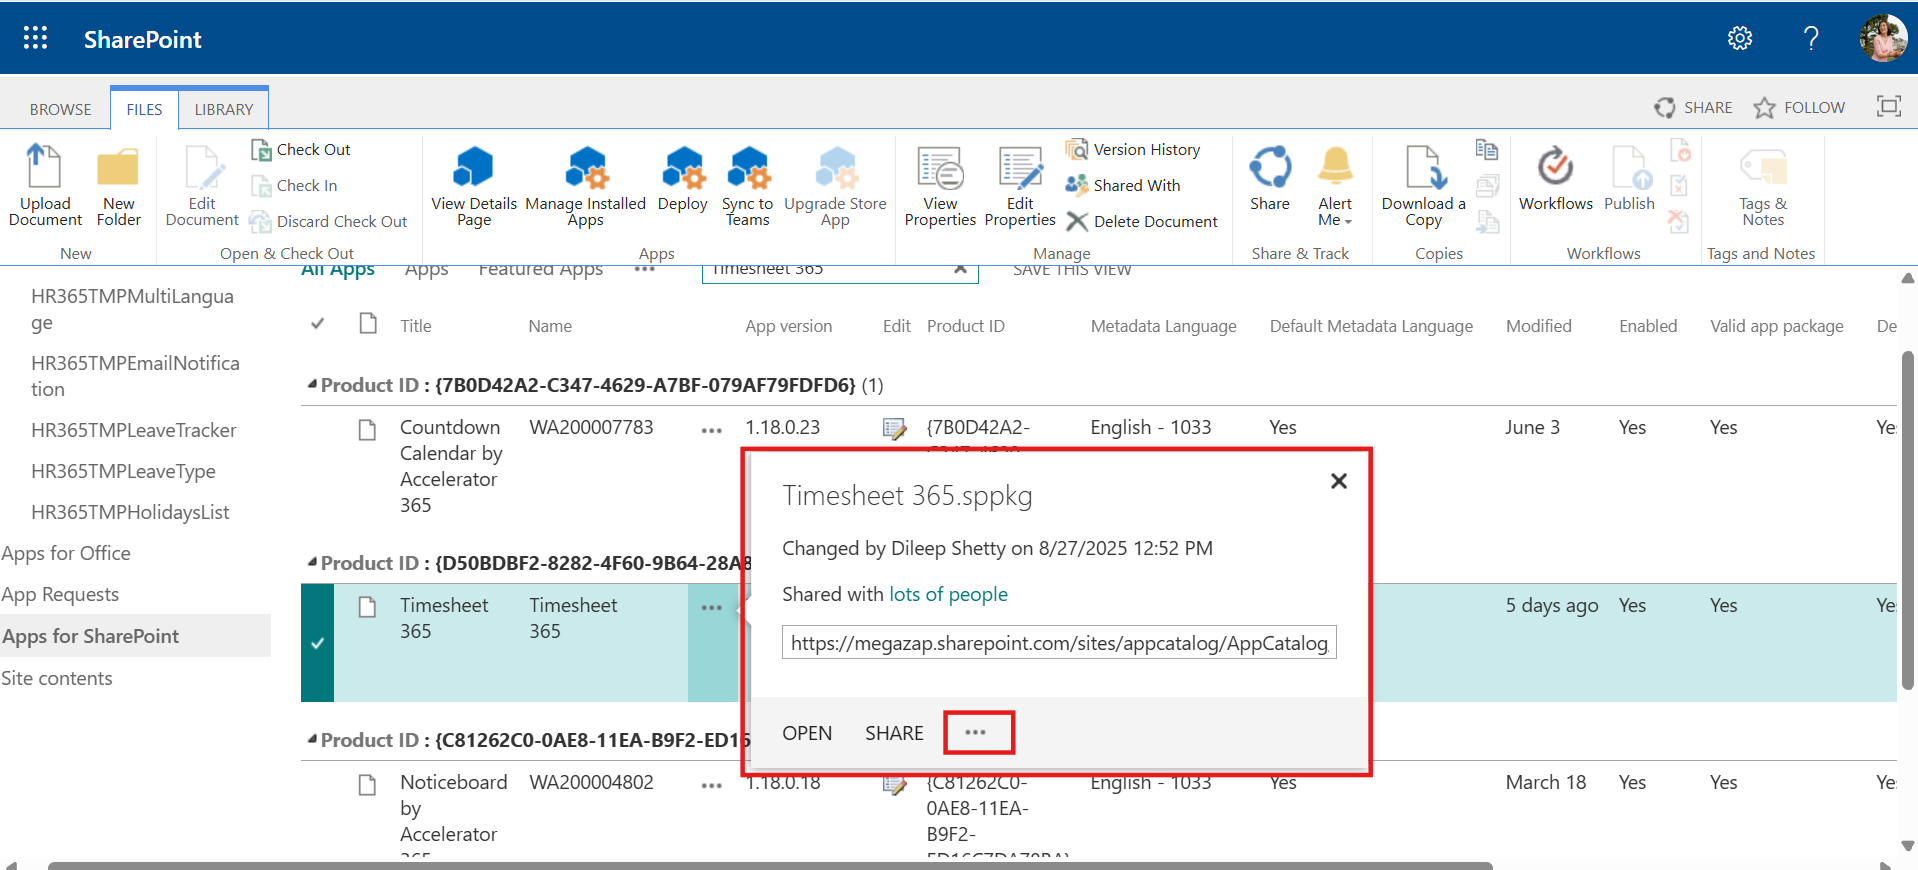 SharePoint
BROWSE
FILES
LIBRARY
SHARE
FOLLOW
Upload Document
New Folder
New
Edit Document
Check Out
Check In
Discard Check Out
Open & Check Out
View Details Page
Manage Installed Apps
Deploy
Sync to Teams
Upgrade Store App
Apps
View Properties
Edit Properties
Version History
Shared With
Delete Document
Manage
Share
Alert Me
Share & Track
Download a Copy
Copies
Workflows
Publish
Workflows
Tags & Notes
Tags and Notes
All Apps
Apps
Featured Apps
•••
Timesheet 365
SAVE THIS VIEW
HR365TMPMultiLangua
ge
HR365TMPEmailNotifica
tion
HR365TMPLeaveTracker
HR365TMPLeaveType
HR365TMPHolidaysList
Apps for Office
App Requests
Apps for SharePoint
Site contents
Title
Name
App version
Edit
Product ID
Metadata Language
Default Metadata Language
Modified
Enabled
Valid app package
De
Product ID : {7B0D42A2-C347-4629-A7BF-079AF79FDFD6} (1)
Countdown
Calendar by
Accelerator
365
WA200007783
•••
1.18.0.23
{7B0D42A2-
English - 1033
Yes
June 3
Yes
Yes
Ye
Product ID : {D50BDBF2-8282-4F60-9B64-28A8
Timesheet
365
Timesheet
365
•••
5 days ago
Yes
Yes
Ye
Timesheet 365.sppkg
Changed by Dileep Shetty on 8/27/2025 12:52 PM
Shared with lots of people
https://megazap.sharepoint.com/sites/appcatalog/AppCatalog
OPEN
SHARE
•••
Product ID : {C81262C0-0AE8-11EA-B9F2-ED16
Noticeboard
by
Accelerator
365
WA200004802
•••
1.18.0.18
{C81262C0-
0AE8-11EA-
B9F2-
English - 1033
Yes
March 18
Yes
Yes
Ye